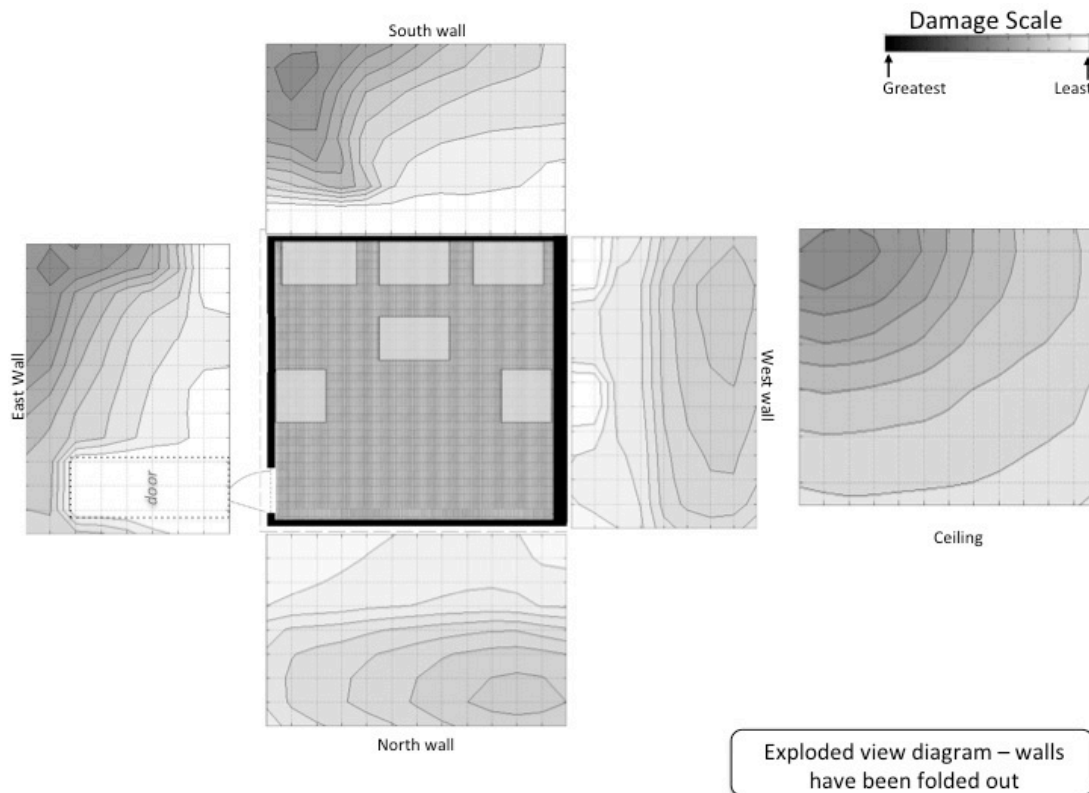 South wall
Damage Scale
Greatest
Least
East Wall
door
West wall
Ceiling
North wall
Exploded view diagram – walls
have been folded out